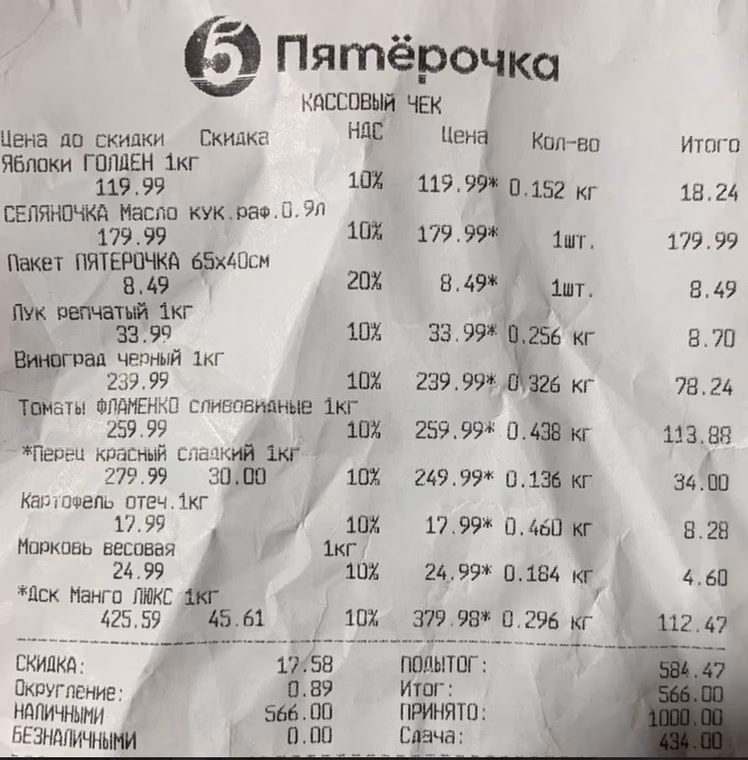 5 Пятёрочка
КАССОВЫЙ ЧЕК
Цена до скидки Скидка НДС Цена Кол-во Итого
Яблоки ГОЛДЕН 1кг
119.99 10% 119.99* 0.152 кг 18.24
СЕЛЯНОЧКА Масло кук.раф.0.9л
179.99 10% 179.99* 1шт. 179.99
Пакет ПЯТЕРОЧКА 65х40см
8.49 20% 8.49* 1шт. 8.49
Лук репчатый 1кг
33.99 10% 33.99* 0.256 кг 8.70
Виноград черный 1кг
239.99 10% 239.99* 0.326 кг 78.24
Томаты ФЛАМЕНКО сливовидные 1кг
259.99 10% 259.99* 0.438 кг 113.88
*Перец красный сладкий 1кг
279.99 30.00 10% 249.99* 0.136 кг 34.00
Картофель отеч.1кг
17.99 10% 17.99* 0.460 кг 8.28
Морковь весовая 1кг
24.99 10% 24.99* 0.184 кг 4.60
*Дск Манго ЛЮКС 1кг
425.59 45.61 10% 379.98* 0.296 кг 112.47
СКИДКА: 17.58 ПОДЫТОГ: 584.47
Округление: 0.89 Итог: 566.00
НАЛИЧНЫМИ 566.00 ПРИНЯТО: 1000.00
БЕЗНАЛИЧНЫМИ 0.00 Сдача: 434.00